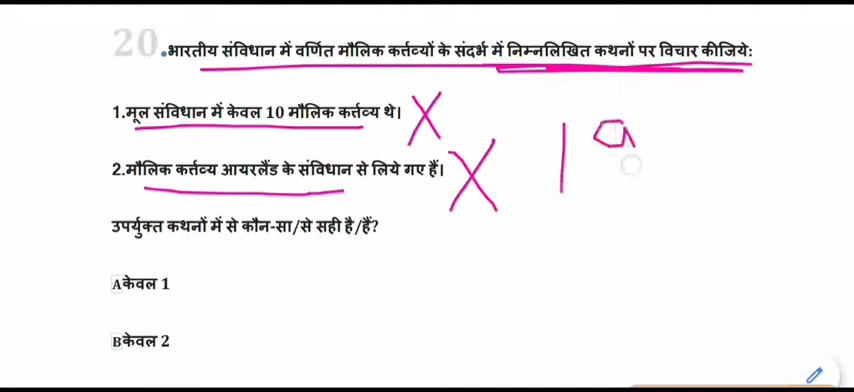 20.भारतीय संविधान में वर्णित मौलिक कर्त्तव्यों के संदर्भ में निम्नलिखित कथनों पर विचार कीजिये:
1.मूल संविधान में केवल 10 मौलिक कर्त्तव्य थे। X
2.मौलिक कर्त्तव्य आयरलैंड के संविधान से लिये गए हैं। X 19
उपर्युक्त कथनों में से कौन-सा/से सही है/हैं?
Aकेवल 1
Bकेवल 2